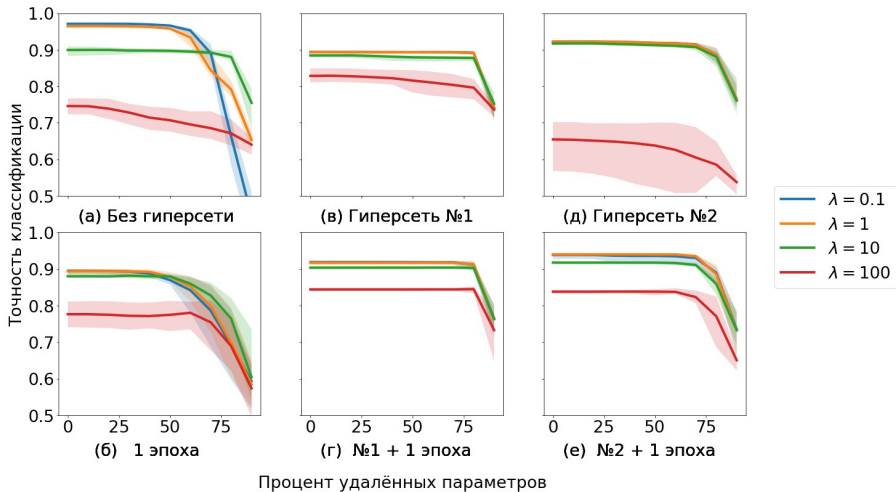 Точность классификации
1.0
0.9
0.8
0.7
0.6
0.5
(а) Без гиперсети
(в) Гиперсеть №1
(д) Гиперсеть №2
1.0
0.9
0.8
0.7
0.6
0.5
0 25 50 75
0 25 50 75
0 25 50 75
(б) 1 эпоха
(г) №1 + 1 эпоха
(е) №2 + 1 эпоха
Процент удалённых параметров
λ = 0.1
λ = 1
λ = 10
λ = 100